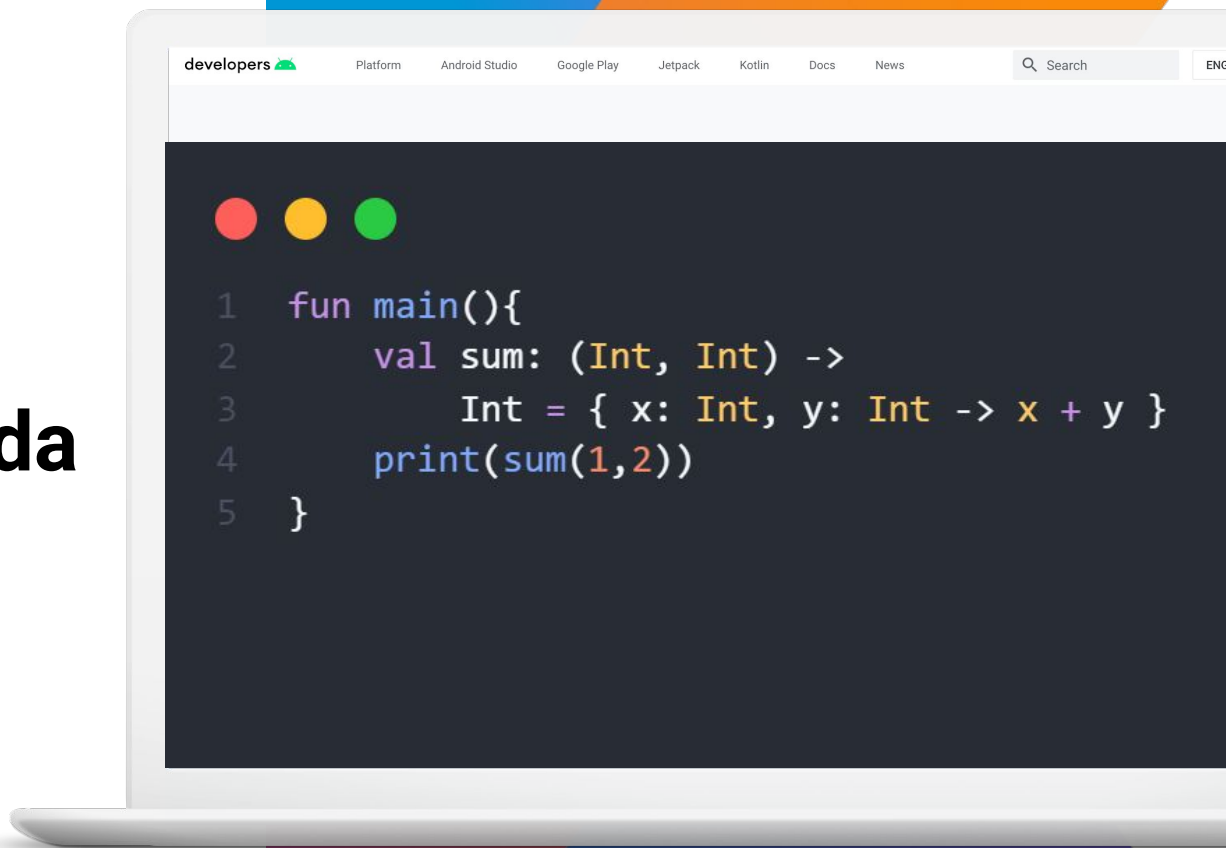 developers Platform Android Studio Google Play Jetpack Kotlin Docs News Search ENG
1 fun main(){
2 val sum: (Int, Int) ->
3 Int = { x: Int, y: Int -> x + y }
da
4 print(sum(1,2))
5 }